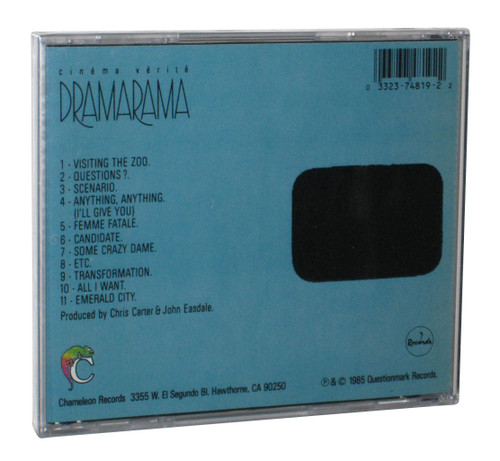 cinéma vérité
DRAMARAMA
0 3323-74819-2 2
1 - VISITING THE ZOO.
2 - QUESTIONS?.
3 - SCENARIO.
4 - ANYTHING, ANYTHING.
(I'LL GIVE YOU)
5 - FEMME FATALE.
6 - CANDIDATE.
7 - SOME CRAZY DAME.
8 - ETC.
9 - TRANSFORMATION.
10 - ALL I WANT.
11 - EMERALD CITY.
Produced by Chris Carter & John Easdale.
C
? Records
Chameleon Records 3355 W. El Segundo Bl. Hawthorne, CA 90250
℗ & © 1985 Questionmark Records.